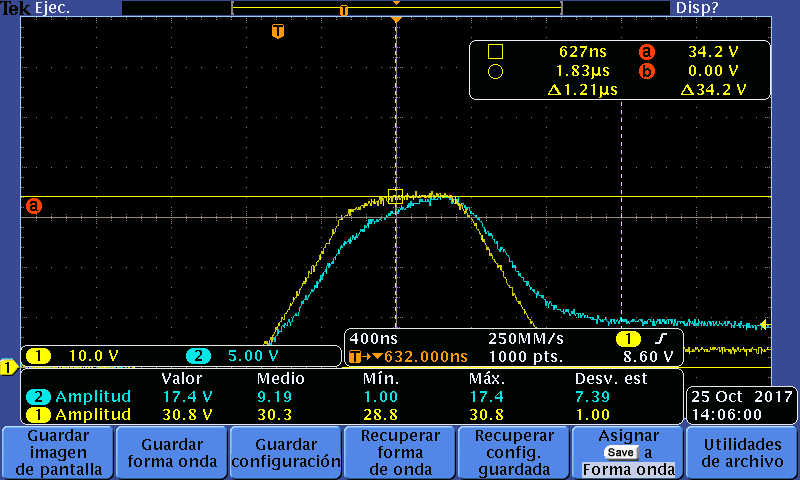 Tek Ejec. Disp?
T
T
627ns a 34.2 V
1.83µs b 0.00 V
Δ1.21µs Δ34.2 V
a
1 10.0 V 2 5.00 V
400ns 250MM/s 1 8.60 V
T→▼632.000ns 1000 pts.
1
Valor Medio Mín. Máx. Desv. est
2 Amplitud 17.4 V 9.19 1.00 17.4 7.39
1 Amplitud 30.8 V 30.3 28.8 30.8 1.00
25 Oct 2017
14:06:00
Guardar
imagen
de pantalla
Guardar
forma onda
Guardar
configuración
Recuperar
forma
de onda
Recuperar
config.
guardada
Asignar
Save a
Forma onda
Utilidades
de archivo